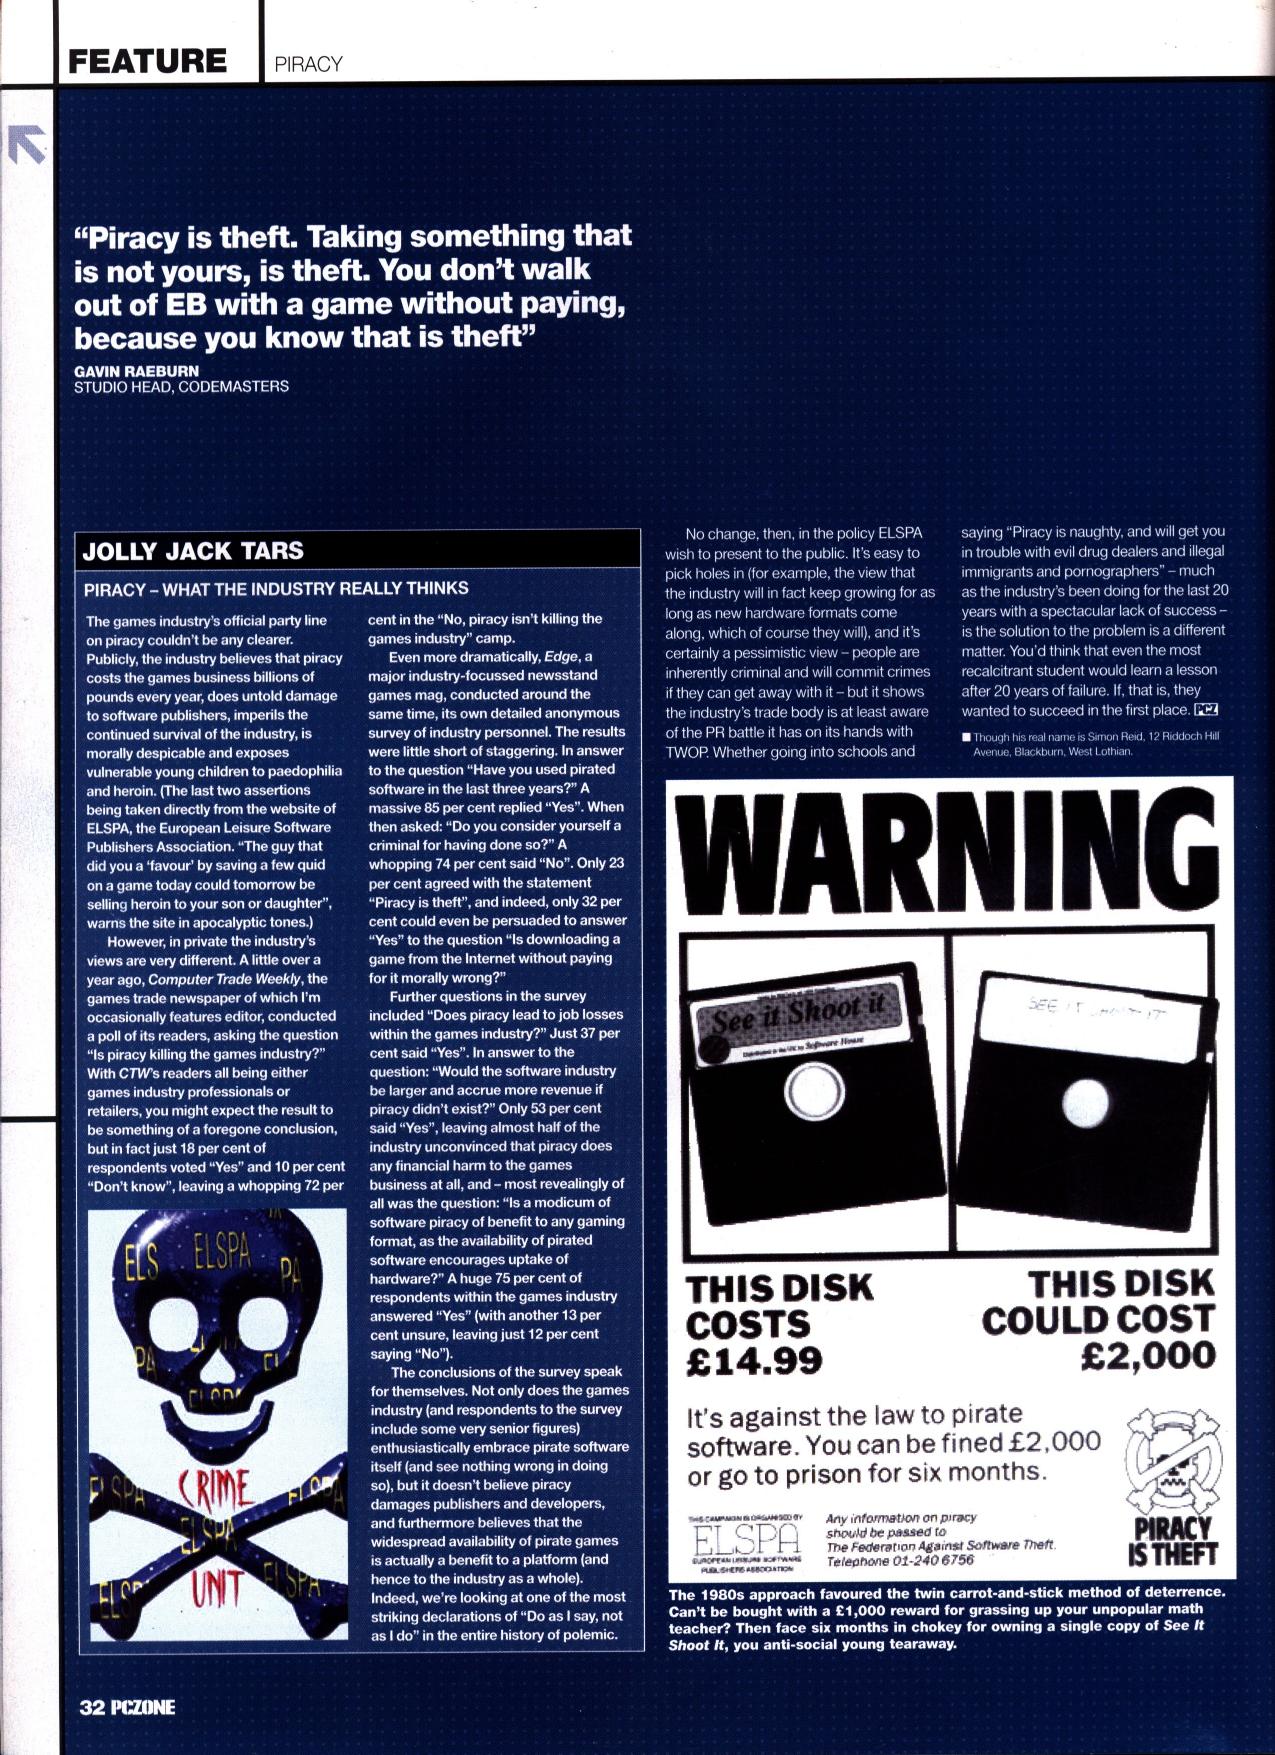 FEATURE
PIRACY
“Piracy is theft. Taking something that
is not yours, is theft. You don’t walk
out of EB with a game without paying,
because you know that is theft”
GAVIN RAEBURN
STUDIO HEAD, CODEMASTERS
JOLLY JACK TARS
PIRACY – WHAT THE INDUSTRY REALLY THINKS
The games industry’s official party line
on piracy couldn’t be any clearer.
Publicly, the industry believes that piracy
costs the games business billions of
pounds every year, does untold damage
to software publishers, imperils the
continued survival of the industry, is
morally despicable and exposes
vulnerable young children to paedophilia
and heroin. (The last two assertions
being taken directly from the website of
ELSPA, the European Leisure Software
Publishers Association. “The guy that
did you a ‘favour’ by saving a few quid
on a game today could tomorrow be
selling heroin to your son or daughter”,
warns the site in apocalyptic tones.)
However, in private the industry’s
views are very different. A little over a
year ago, Computer Trade Weekly, the
games trade newspaper of which I’m
occasionally features editor, conducted
a poll of its readers, asking the question
“Is piracy killing the games industry?”
With CTW’s readers all being either
games industry professionals or
retailers, you might expect the result to
be something of a foregone conclusion,
but in fact just 18 per cent of
respondents voted “Yes” and 10 per cent
“Don’t know”, leaving a whopping 72 per
cent in the “No, piracy isn’t killing the
games industry” camp.
Even more dramatically, Edge, a
major industry-focussed newsstand
games mag, conducted around the
same time, its own detailed anonymous
survey of industry personnel. The results
were little short of staggering. In answer
to the question “Have you used pirated
software in the last three years?” A
massive 85 per cent replied “Yes”. When
then asked: “Do you consider yourself a
criminal for having done so?” A
whopping 74 per cent said “No”. Only 23
per cent agreed with the statement
“Piracy is theft”, and indeed, only 32 per
cent could even be persuaded to answer
“Yes” to the question “Is downloading a
game from the Internet without paying
for it morally wrong?”
Further questions in the survey
included “Does piracy lead to job losses
within the games industry?” Just 37 per
cent said “Yes”. In answer to the
question: “Would the software industry
be larger and accrue more revenue if
piracy didn’t exist?” Only 53 per cent
said “Yes”, leaving almost half of the
industry unconvinced that piracy does
any financial harm to the games
business at all, and – most revealingly of
all was the question: “Is a modicum of
software piracy of benefit to any gaming
format, as the availability of pirated
software encourages uptake of
hardware?” A huge 75 per cent of
respondents within the games industry
answered “Yes” (with another 13 per
cent unsure, leaving just 12 per cent
saying “No”).
The conclusions of the survey speak
for themselves. Not only does the games
industry (and respondents to the survey
include some very senior figures)
enthusiastically embrace pirate software
itself (and see nothing wrong in doing
so), but it doesn’t believe piracy
damages publishers and developers,
and furthermore believes that the
widespread availability of pirate games
is actually a benefit to a platform (and
hence to the industry as a whole).
Indeed, we’re looking at one of the most
striking declarations of “Do as I say, not
as I do” in the entire history of polemic.
ELS ELSPA PA
PA
ELSPA
CRIME
ELSPA ELSPA
ELSPA
UNIT
ELSP ELSPA
No change, then, in the policy ELSPA
wish to present to the public. It’s easy to
pick holes in (for example, the view that
the industry will in fact keep growing for as
long as new hardware formats come
along, which of course they will), and it’s
certainly a pessimistic view – people are
inherently criminal and will commit crimes
if they can get away with it – but it shows
the industry’s trade body is at least aware
of the PR battle it has on its hands with
TWOP. Whether going into schools and
saying “Piracy is naughty, and will get you
in trouble with evil drug dealers and illegal
immigrants and pornographers” – much
as the industry’s been doing for the last 20
years with a spectacular lack of success –
is the solution to the problem is a different
matter. You’d think that even the most
recalcitrant student would learn a lesson
after 20 years of failure. If, that is, they
wanted to succeed in the first place. PCZ
■ Though his real name is Simon Reid, 12 Riddoch Hill
Avenue, Blackburn, West Lothian.
WARNING
See it Shoot it
Distributed in the UK by Software House
SEE IT SHOOT IT
THIS DISK
COSTS
£14.99
THIS DISK
COULD COST
£2,000
It’s against the law to pirate
software. You can be fined £2,000
or go to prison for six months.
THIS CAMPAIGN IS ORGANISED BY
ELSPA
EUROPEAN LEISURE SOFTWARE
PUBLISHERS ASSOCIATION
Any information on piracy
should be passed to
The Federation Against Software Theft.
Telephone 01-240 6756
PIRACY
IS THEFT
The 1980s approach favoured the twin carrot-and-stick method of deterrence.
Can’t be bought with a £1,000 reward for grassing up your unpopular math
teacher? Then face six months in chokey for owning a single copy of See It
Shoot It, you anti-social young tearaway.
32 PCZONE